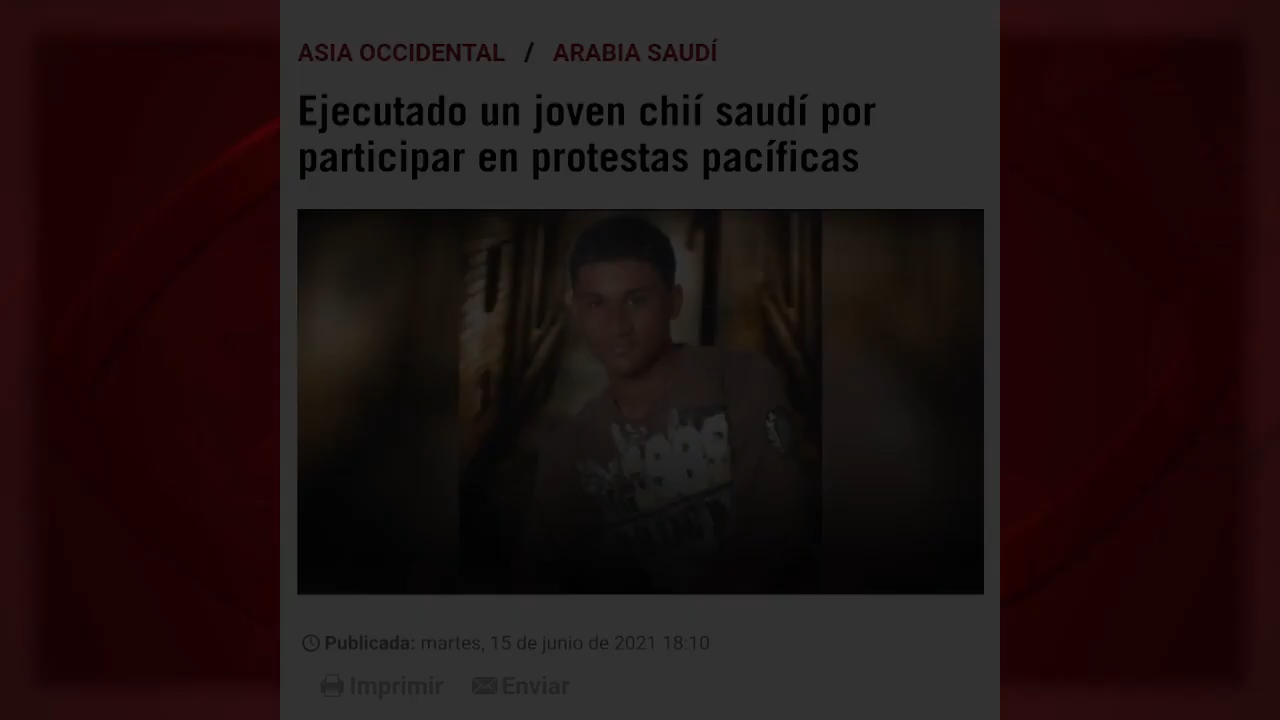 ASIA OCCIDENTAL / ARABIA SAUDÍ
Ejecutado un joven chií saudí por
participar en protestas pacíficas
Publicada: martes, 15 de junio de 2021 18:10
Imprimir Enviar